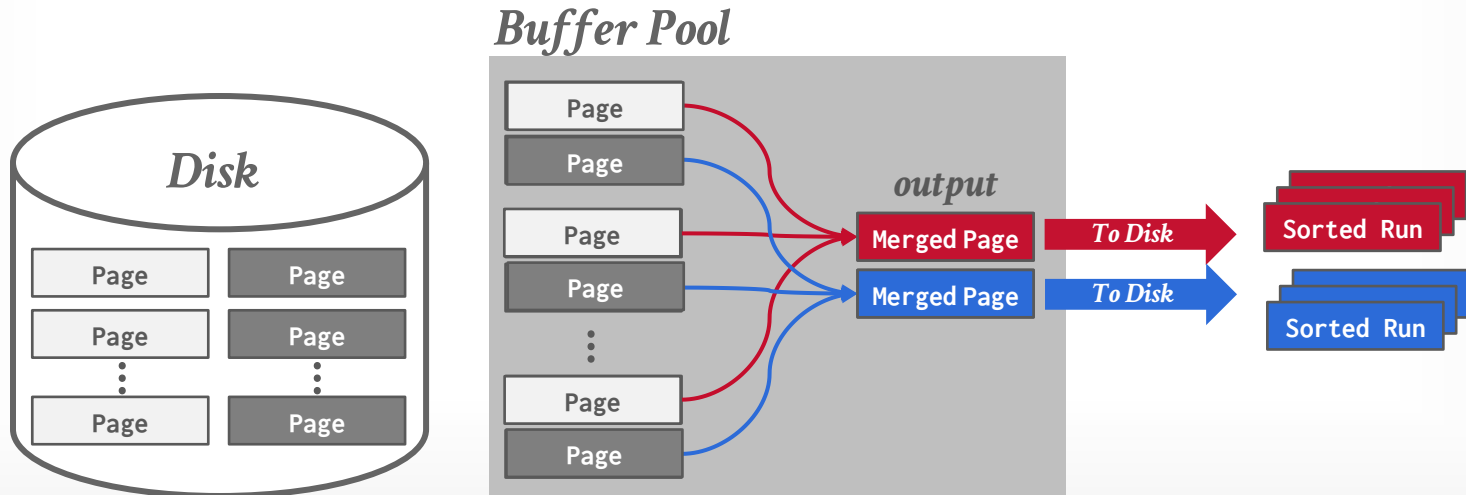 Buffer Pool
Disk
Page Page
Page Page
Page Page
Page
Page
Page
Page
Page
Page
output
Merged Page
Merged Page
To Disk
To Disk
Sorted Run
Sorted Run